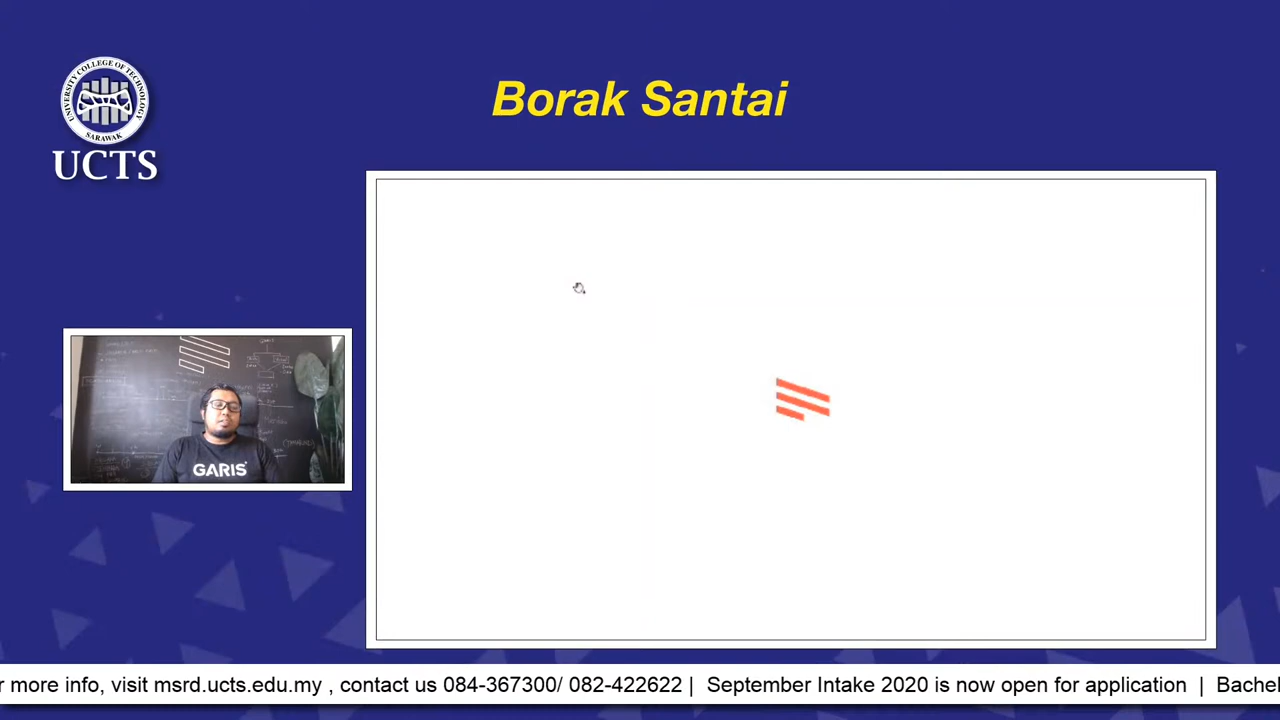 Borak Santai
UNIVERSITY COLLEGE OF TECHNOLOGY
SARAWAK
UCTS
GARIS
r more info, visit msrd.ucts.edu.my , contact us 084-367300/ 082-422622 | September Intake 2020 is now open for application | Bachel